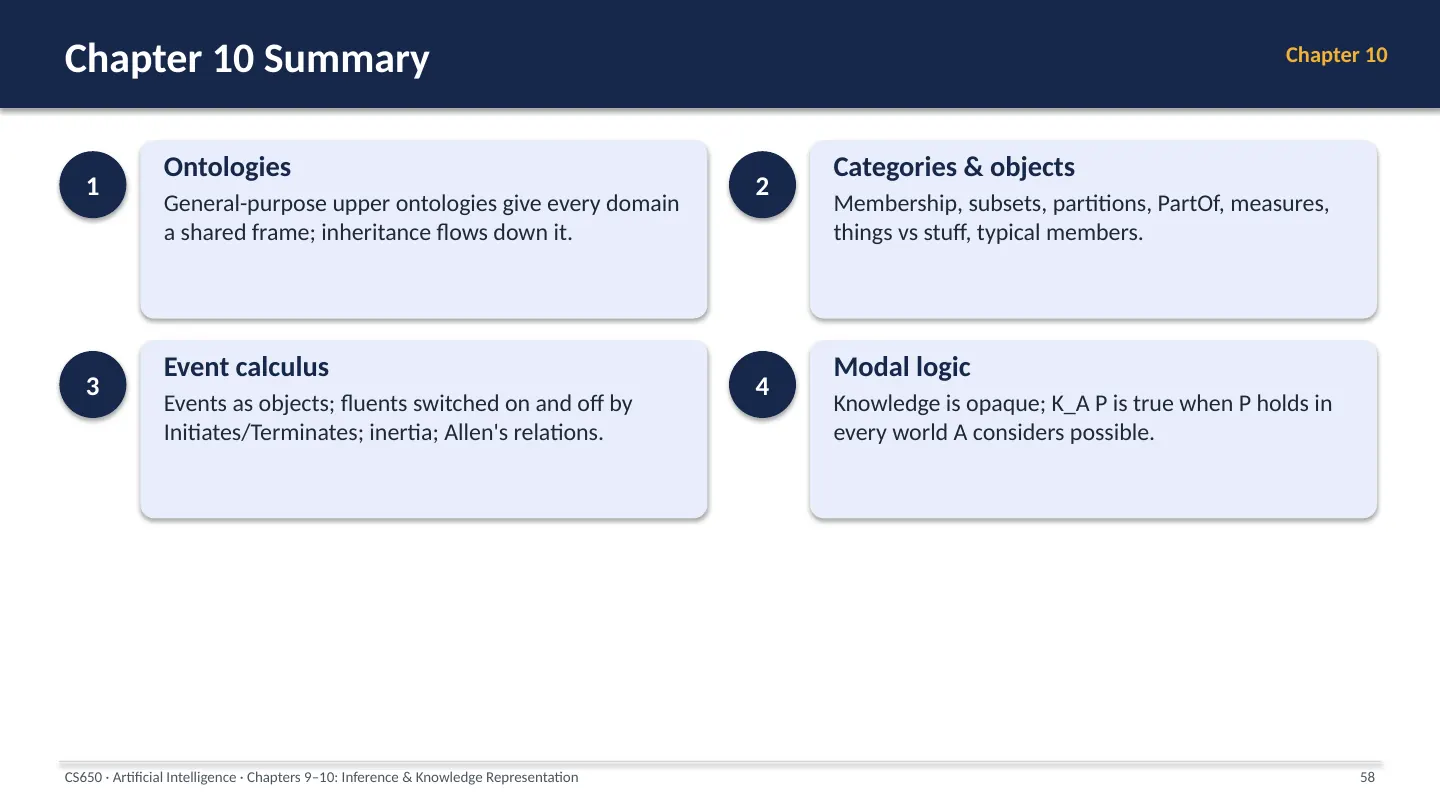 Chapter 10 Summary
Chapter 10
1
Ontologies
General-purpose upper ontologies give every domain
a shared frame; inheritance flows down it.
2
Categories & objects
Membership, subsets, partitions, PartOf, measures,
things vs stuff, typical members.
3
Event calculus
Events as objects; fluents switched on and off by
Initiates/Terminates; inertia; Allen's relations.
4
Modal logic
Knowledge is opaque; K_A P is true when P holds in
every world A considers possible.
CS650 · Artificial Intelligence · Chapters 9–10: Inference & Knowledge Representation
58